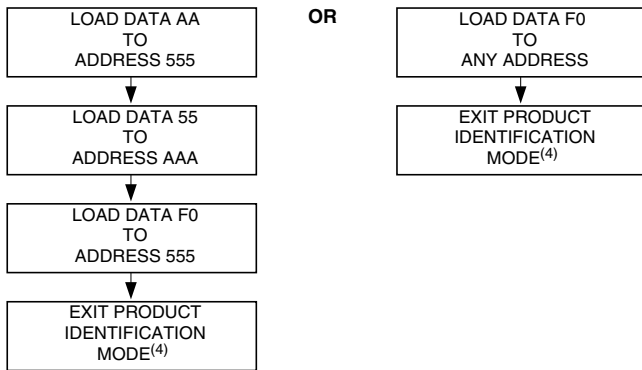 LOAD DATA AA
TO
ADDRESS 555
LOAD DATA 55
TO
ADDRESS AAA
LOAD DATA F0
TO
ADDRESS 555
EXIT PRODUCT
IDENTIFICATION
MODE(4)
OR
LOAD DATA F0
TO
ANY ADDRESS
EXIT PRODUCT
IDENTIFICATION
MODE(4)